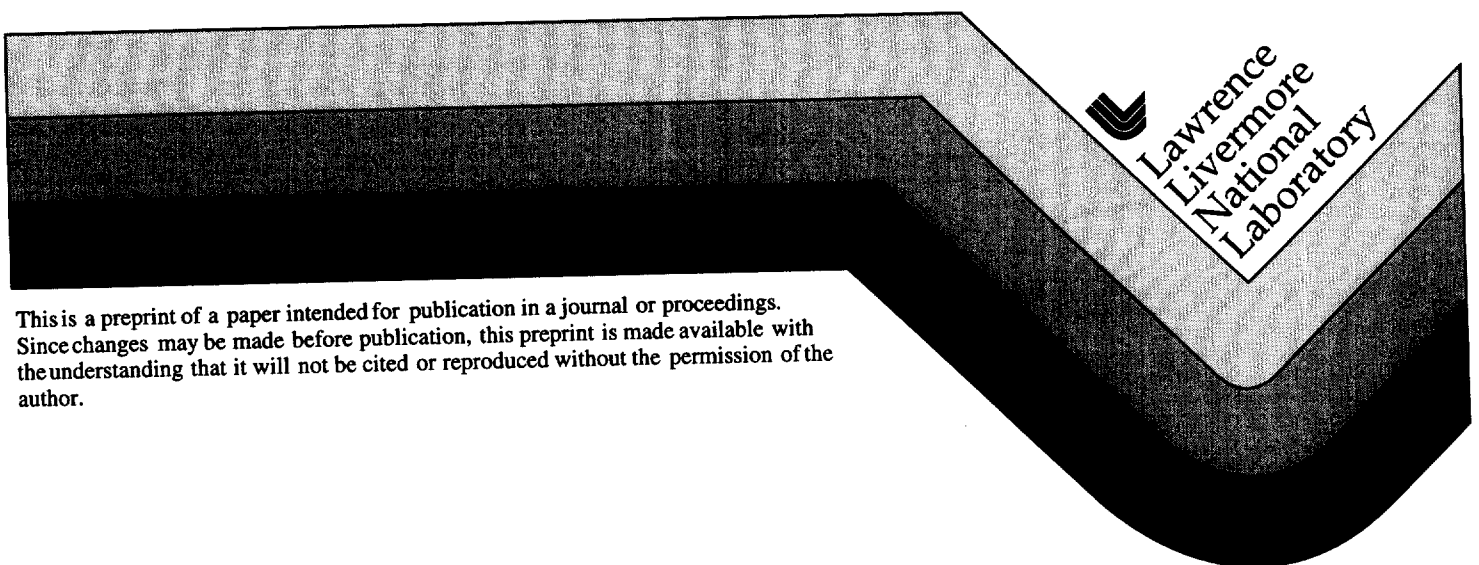 Lawrence
Livermore
National
Laboratory
This is a preprint of a paper intended for publication in a journal or proceedings.
Since changes may be made before publication, this preprint is made available with
the understanding that it will not be cited or reproduced without the permission of the
author.